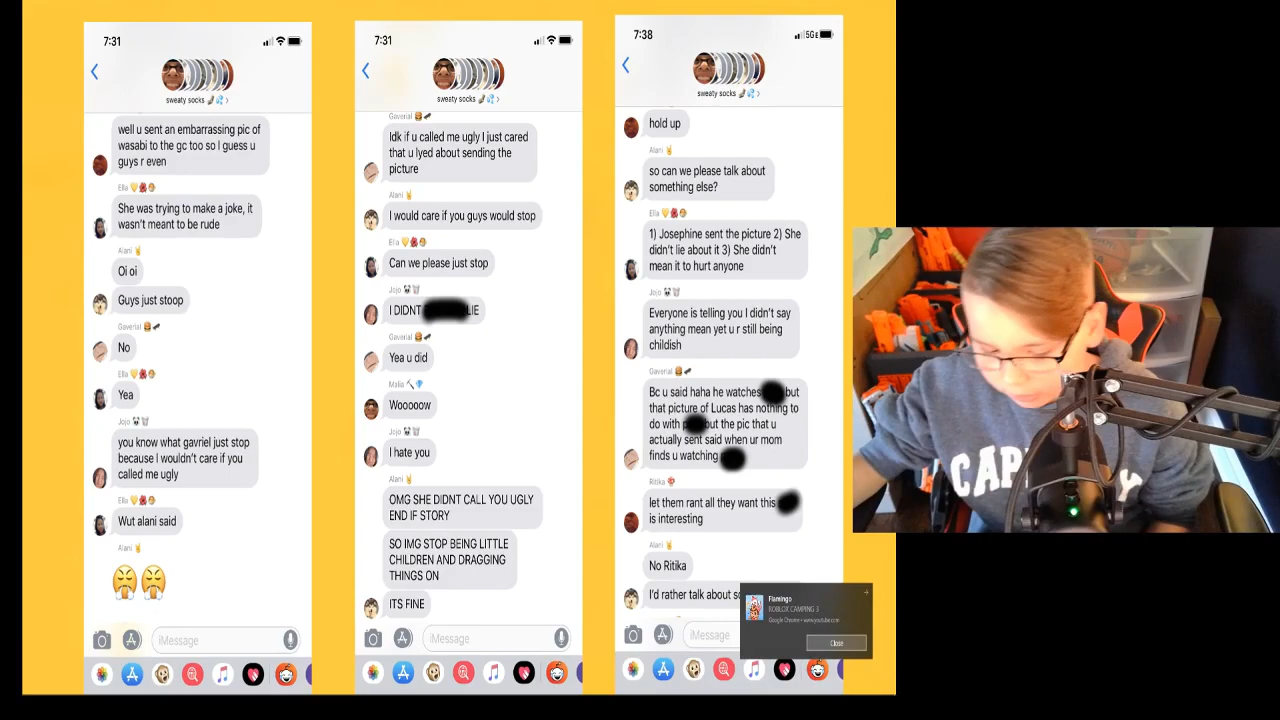 7:31
sweaty socks 🧦💦 >
well u sent an embarrassing pic of
wasabi to the gc too so I guess u
guys r even
Ella 💛🌺🐴
She was trying to make a joke, it
wasn't meant to be rude
Alani 🤘
Oi oi
Guys just stoop
Gaverial 🍔🛹
No
Ella 💛🌺🐴
Yea
Jojo 🐼🐺
you know what gavriel just stop
because I wouldn't care if you
called me ugly
Ella 💛🌺🐴
Wut alani said
Alani 🤘
😤😤
iMessage
7:31
sweaty socks 🧦💦 >
Gaverial 🍔🛹
Idk if u called me ugly I just cared
that u lyed about sending the
picture
Alani 🤘
I would care if you guys would stop
Ella 💛🌺🐴
Can we please just stop
Jojo 🐼🐺
I DIDNT LIE
Gaverial 🍔🛹
Yea u did
Malia ⛏💎
Wooooow
Jojo 🐼🐺
I hate you
Alani 🤘
OMG SHE DIDNT CALL YOU UGLY
END IF STORY
SO IMG STOP BEING LITTLE
CHILDREN AND DRAGGING
THINGS ON
ITS FINE
iMessage
7:38
5GE
sweaty socks 🧦💦 >
hold up
Alani 🤘
so can we please talk about
something else?
Ella 💛🌺🐴
1) Josephine sent the picture 2) She
didn't lie about it 3) She didn't
mean it to hurt anyone
Jojo 🐼🐺
Everyone is telling you I didn't say
anything mean yet u r still being
childish
Gaverial 🍔🛹
Bc u said haha he watches but
that picture of Lucas has nothing to
do with but the pic that u
actually sent said when ur mom
finds u watching
Ritika
let them rant all they want this
is interesting
Alani 🤘
No Ritika
I'd rather talk about
iMessage
Flamingo
ROBLOX CAMPING 3
Google Chrome • www.youtube.com
Close
CAP
Y